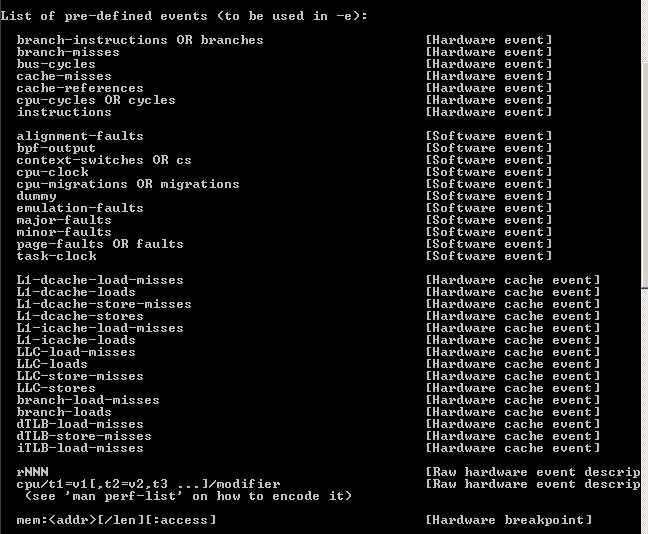 List of pre-defined events (to be used in -e):
branch-instructions OR branches [Hardware event]
branch-misses [Hardware event]
bus-cycles [Hardware event]
cache-misses [Hardware event]
cache-references [Hardware event]
cpu-cycles OR cycles [Hardware event]
instructions [Hardware event]
alignment-faults [Software event]
bpf-output [Software event]
context-switches OR cs [Software event]
cpu-clock [Software event]
cpu-migrations OR migrations [Software event]
dummy [Software event]
emulation-faults [Software event]
major-faults [Software event]
minor-faults [Software event]
page-faults OR faults [Software event]
task-clock [Software event]
L1-dcache-load-misses [Hardware cache event]
L1-dcache-loads [Hardware cache event]
L1-dcache-store-misses [Hardware cache event]
L1-dcache-stores [Hardware cache event]
L1-icache-load-misses [Hardware cache event]
L1-icache-loads [Hardware cache event]
LLC-load-misses [Hardware cache event]
LLC-loads [Hardware cache event]
LLC-store-misses [Hardware cache event]
LLC-stores [Hardware cache event]
branch-load-misses [Hardware cache event]
branch-loads [Hardware cache event]
dTLB-load-misses [Hardware cache event]
dTLB-store-misses [Hardware cache event]
iTLB-load-misses [Hardware cache event]
rNNN [Raw hardware event descrip
cpu/t1=v1[,t2=v2,t3 ...]/modifier [Raw hardware event descrip
(see 'man perf-list' on how to encode it)
mem:<addr>[/len][:access] [Hardware breakpoint]